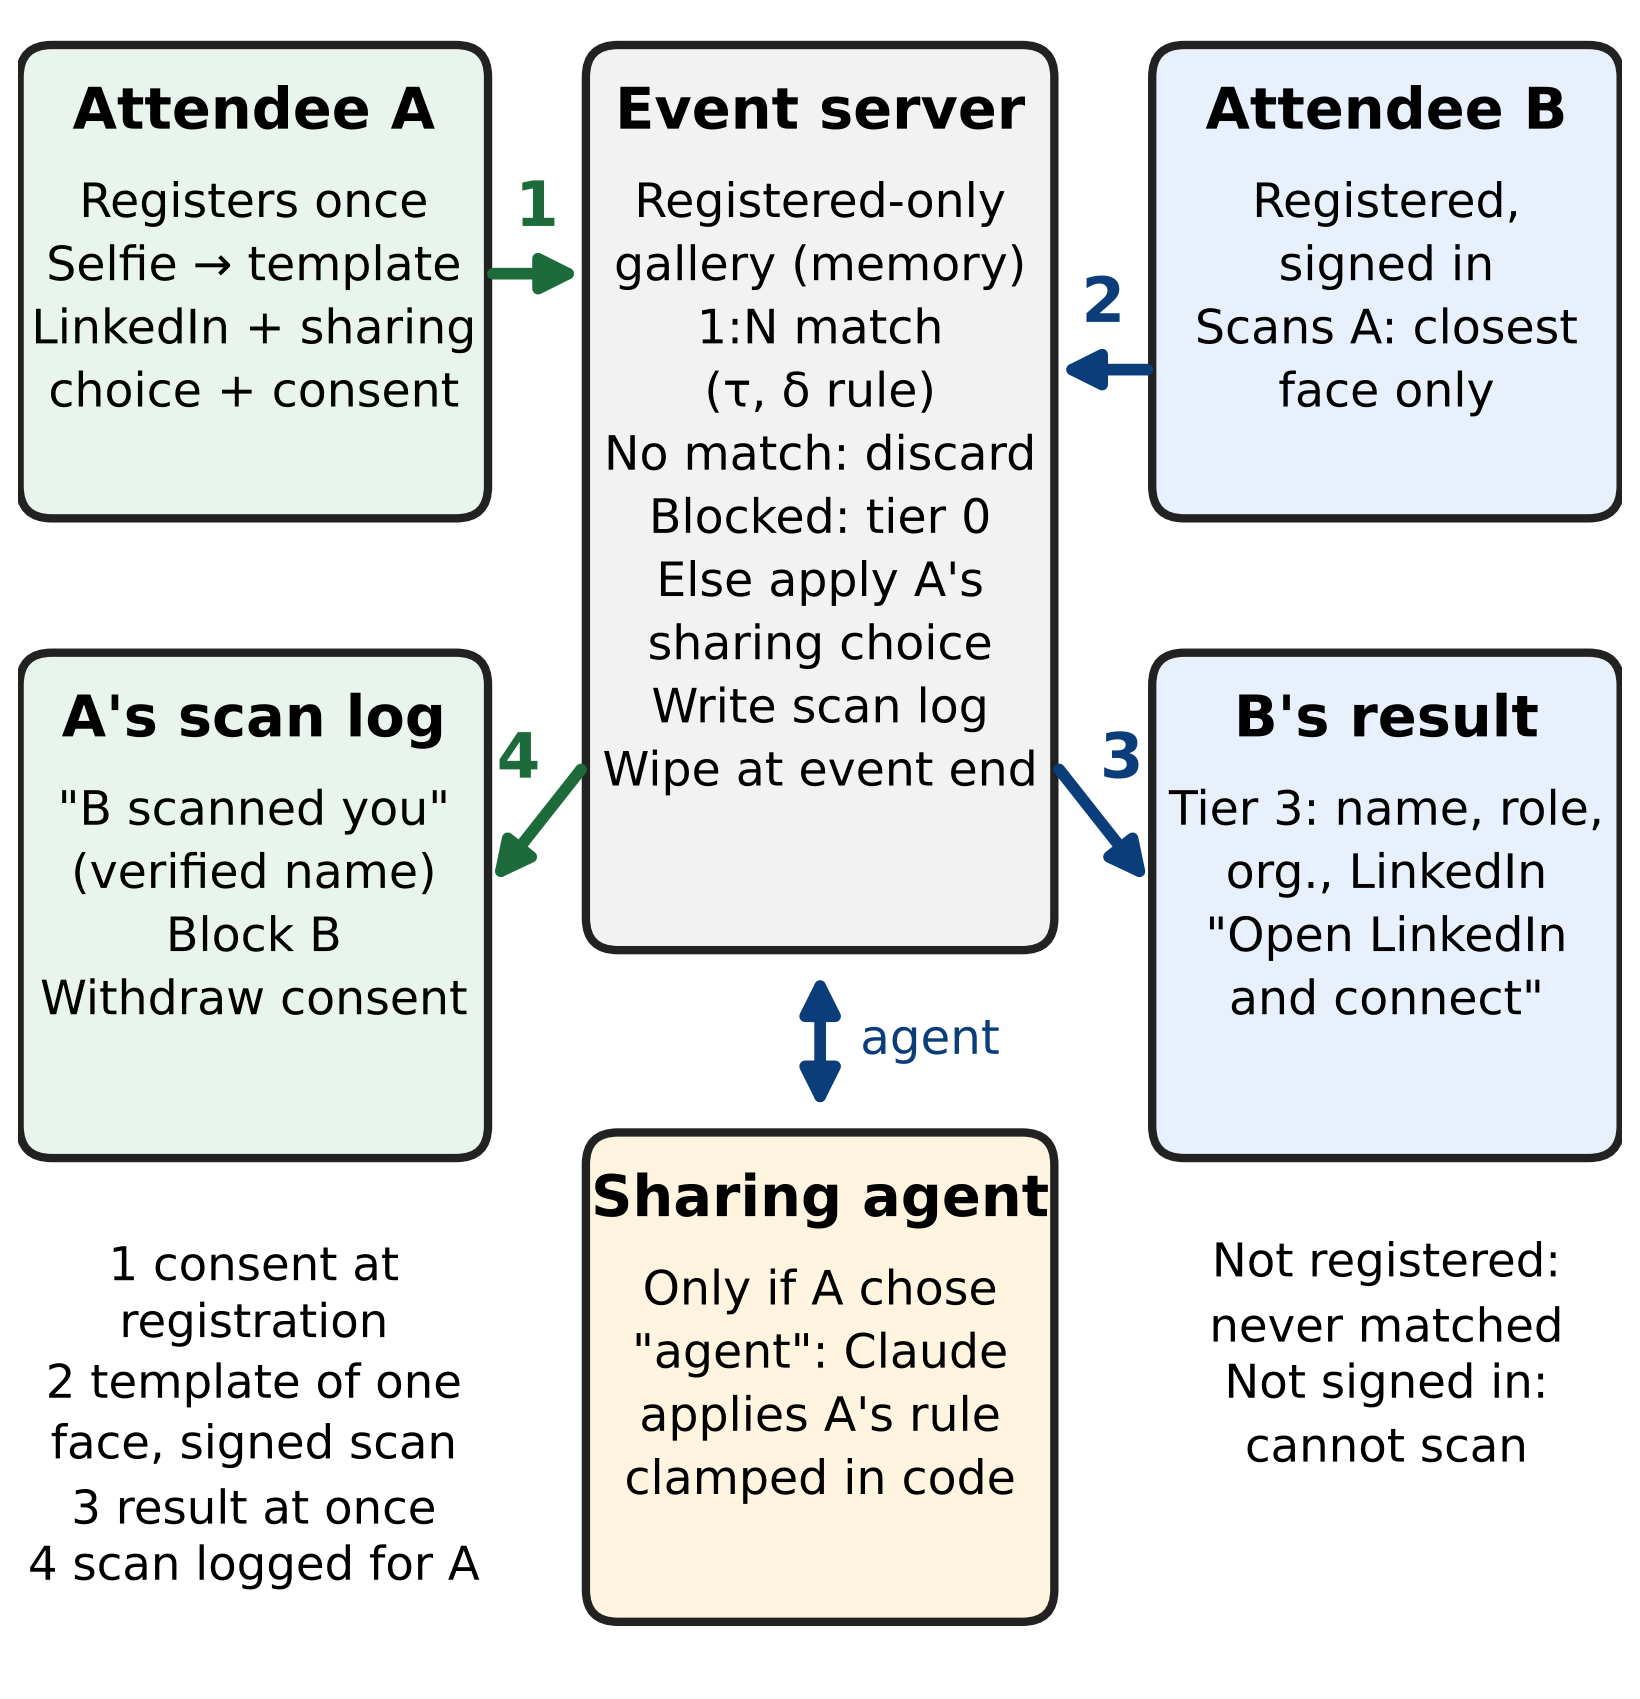 Attendee A
Registers once
Selfie → template
LinkedIn + sharing
choice + consent
1
Event server
Registered-only
gallery (memory)
1:N match
(τ, δ rule)
No match: discard
Blocked: tier 0
Else apply A's
sharing choice
Write scan log
Wipe at event end
2
Attendee B
Registered,
signed in
Scans A: closest
face only
A's scan log
"B scanned you"
(verified name)
Block B
Withdraw consent
4
3
B's result
Tier 3: name, role,
org., LinkedIn
"Open LinkedIn
and connect"
agent
Sharing agent
Only if A chose
"agent": Claude
applies A's rule
clamped in code
1 consent at
registration
2 template of one
face, signed scan
3 result at once
4 scan logged for A
Not registered:
never matched
Not signed in:
cannot scan